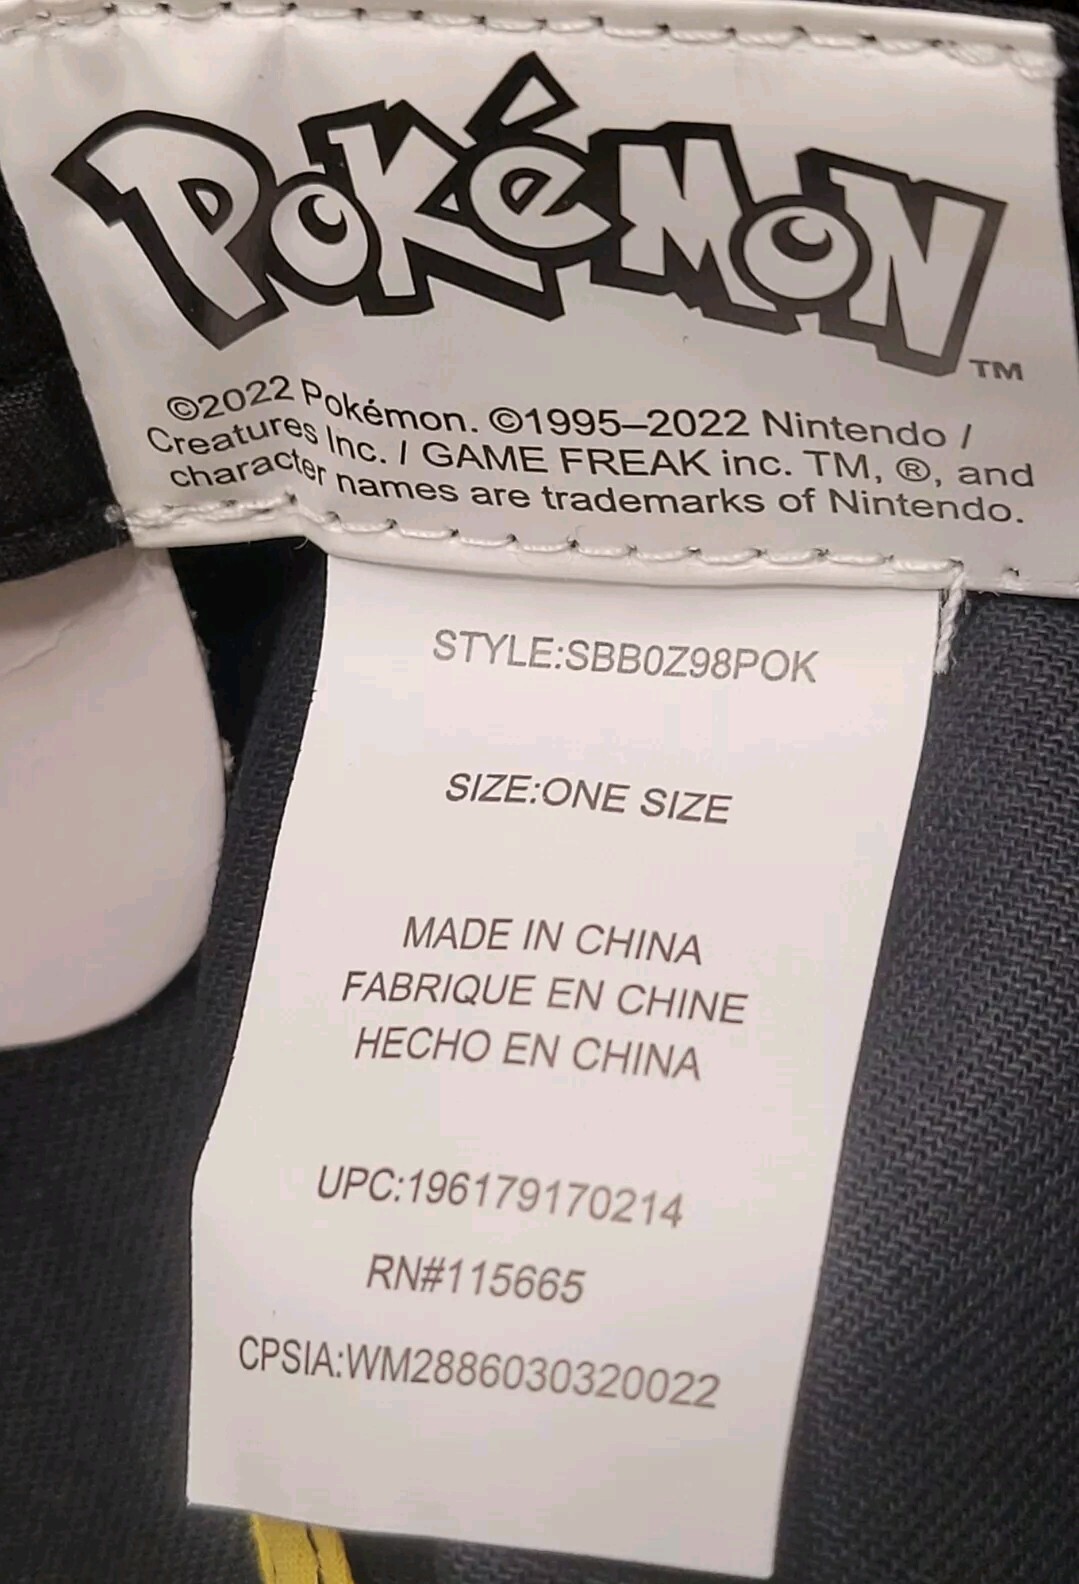 POKéMON
TM
©2022 Pokémon. ©1995–2022 Nintendo /
Creatures Inc. / GAME FREAK inc. TM, ®, and
character names are trademarks of Nintendo.
STYLE:SBB0Z98POK
SIZE:ONE SIZE
MADE IN CHINA
FABRIQUE EN CHINE
HECHO EN CHINA
UPC:196179170214
RN#115665
CPSIA:WM2886030320022